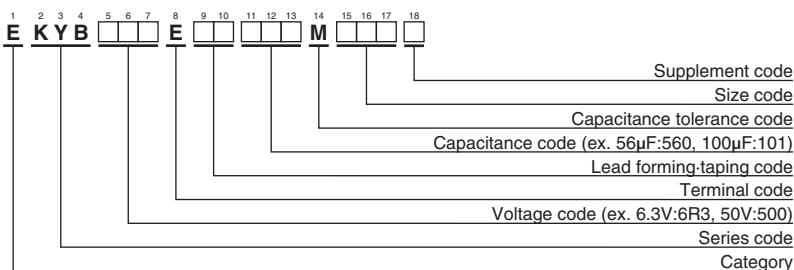 1 2 3 4 5 6 7 8 9 10 11 12 13 14 15 16 17 18
E KYB E M
Supplement code
Size code
Capacitance tolerance code
Capacitance code (ex. 56µF:560, 100µF:101)
Lead forming·taping code
Terminal code
Voltage code (ex. 6.3V:6R3, 50V:500)
Series code
Category